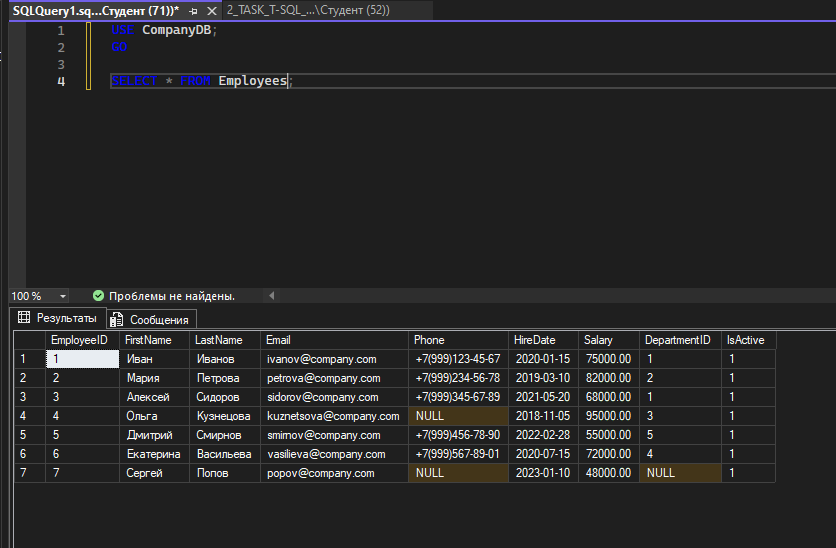 SQLQuery1.sq...Студент (71))* 2_TASK_T-SQL_...\Студент (52))
1 USE CompanyDB;
2 GO
3
4 SELECT * FROM Employees;
100 % Проблемы не найдены.
Результаты Сообщения
EmployeeID FirstName LastName Email Phone HireDate Salary DepartmentID IsActive
1 1 Иван Иванов ivanov@company.com +7(999)123-45-67 2020-01-15 75000.00 1 1
2 2 Мария Петрова petrova@company.com +7(999)234-56-78 2019-03-10 82000.00 2 1
3 3 Алексей Сидоров sidorov@company.com +7(999)345-67-89 2021-05-20 68000.00 1 1
4 4 Ольга Кузнецова kuznetsova@company.com NULL 2018-11-05 95000.00 3 1
5 5 Дмитрий Смирнов smirnov@company.com +7(999)456-78-90 2022-02-28 55000.00 5 1
6 6 Екатерина Васильева vasilieva@company.com +7(999)567-89-01 2020-07-15 72000.00 4 1
7 7 Сергей Попов popov@company.com NULL 2023-01-10 48000.00 NULL 1